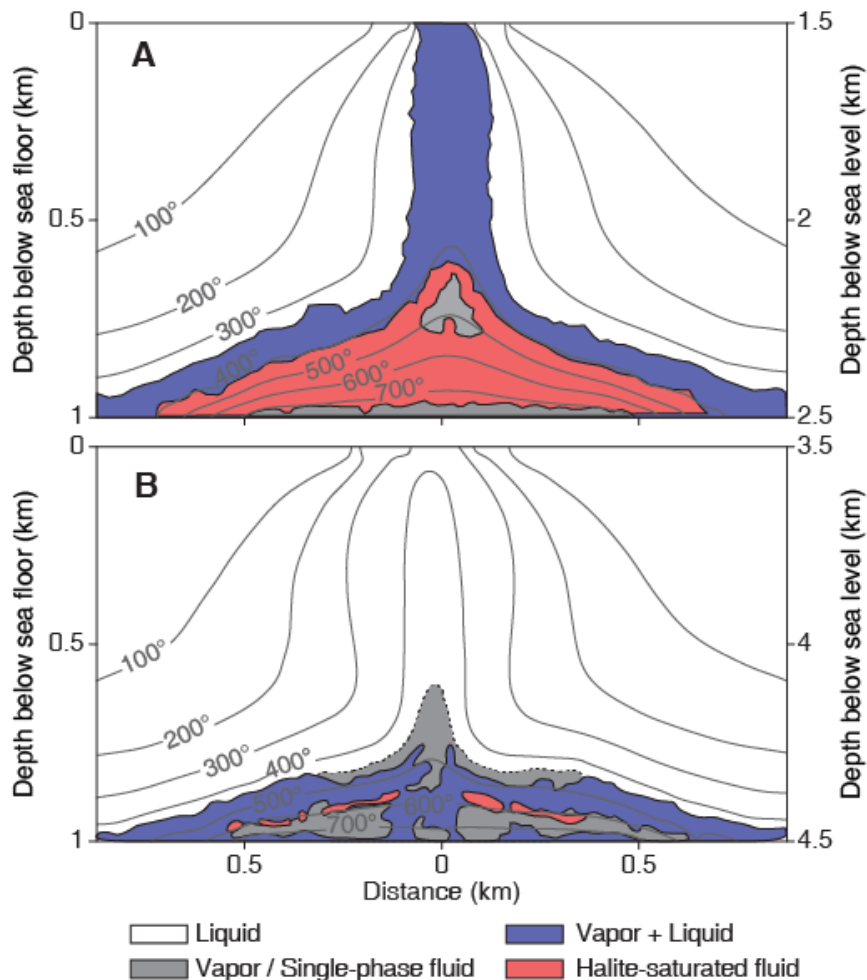 A
0
0.5
1
Depth below sea floor (km)
1.5
2
2.5
Depth below sea level (km)
100°
200°
300°
400°
500°
600°
700°
B
0
0.5
1
Depth below sea floor (km)
3.5
4
4.5
Depth below sea level (km)
100°
200°
300°
400°
500°
600°
700°
0.5 0 0.5
Distance (km)
Liquid Vapor + Liquid
Vapor / Single-phase fluid Halite-saturated fluid